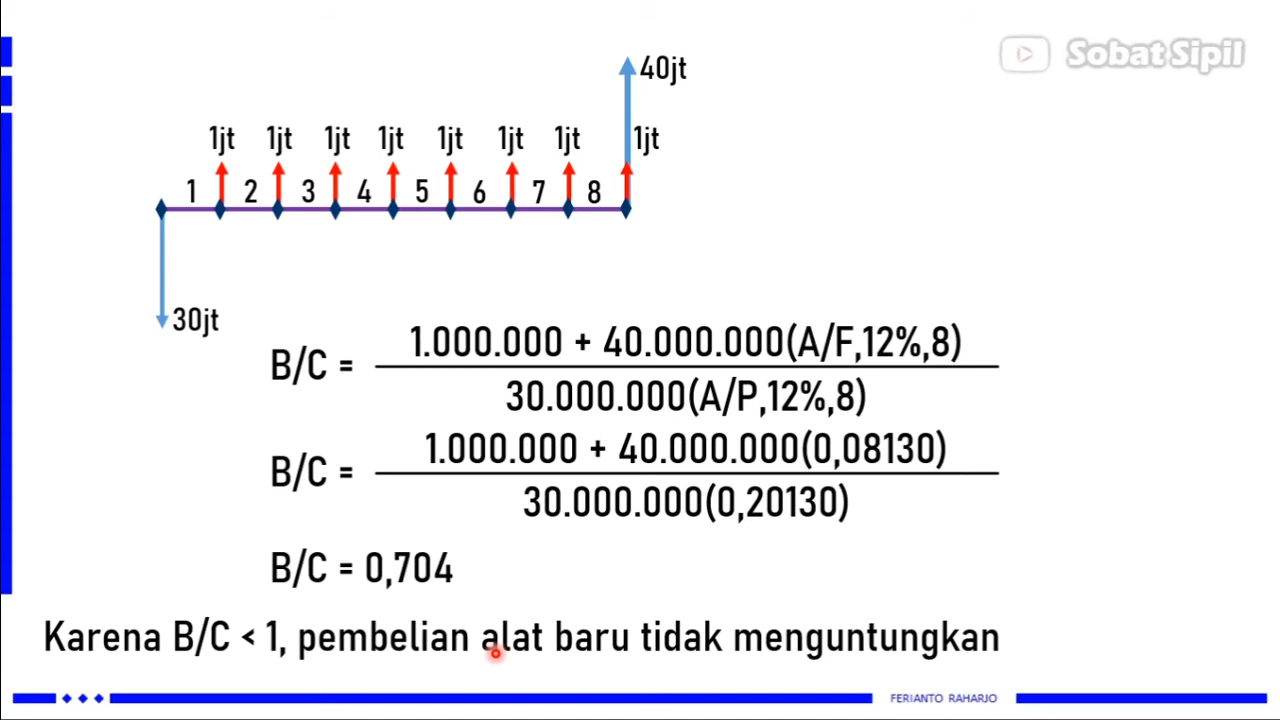 Sobat Sipil
40jt
1jt 1jt 1jt 1jt 1jt 1jt 1jt 1jt
1 2 3 4 5 6 7 8
30jt
B/C = 1.000.000 + 40.000.000(A/F,12%,8)
30.000.000(A/P,12%,8)
B/C = 1.000.000 + 40.000.000(0,08130)
30.000.000(0,20130)
B/C = 0,704
Karena B/C < 1, pembelian alat baru tidak menguntungkan
FERIANTO RAHARJO